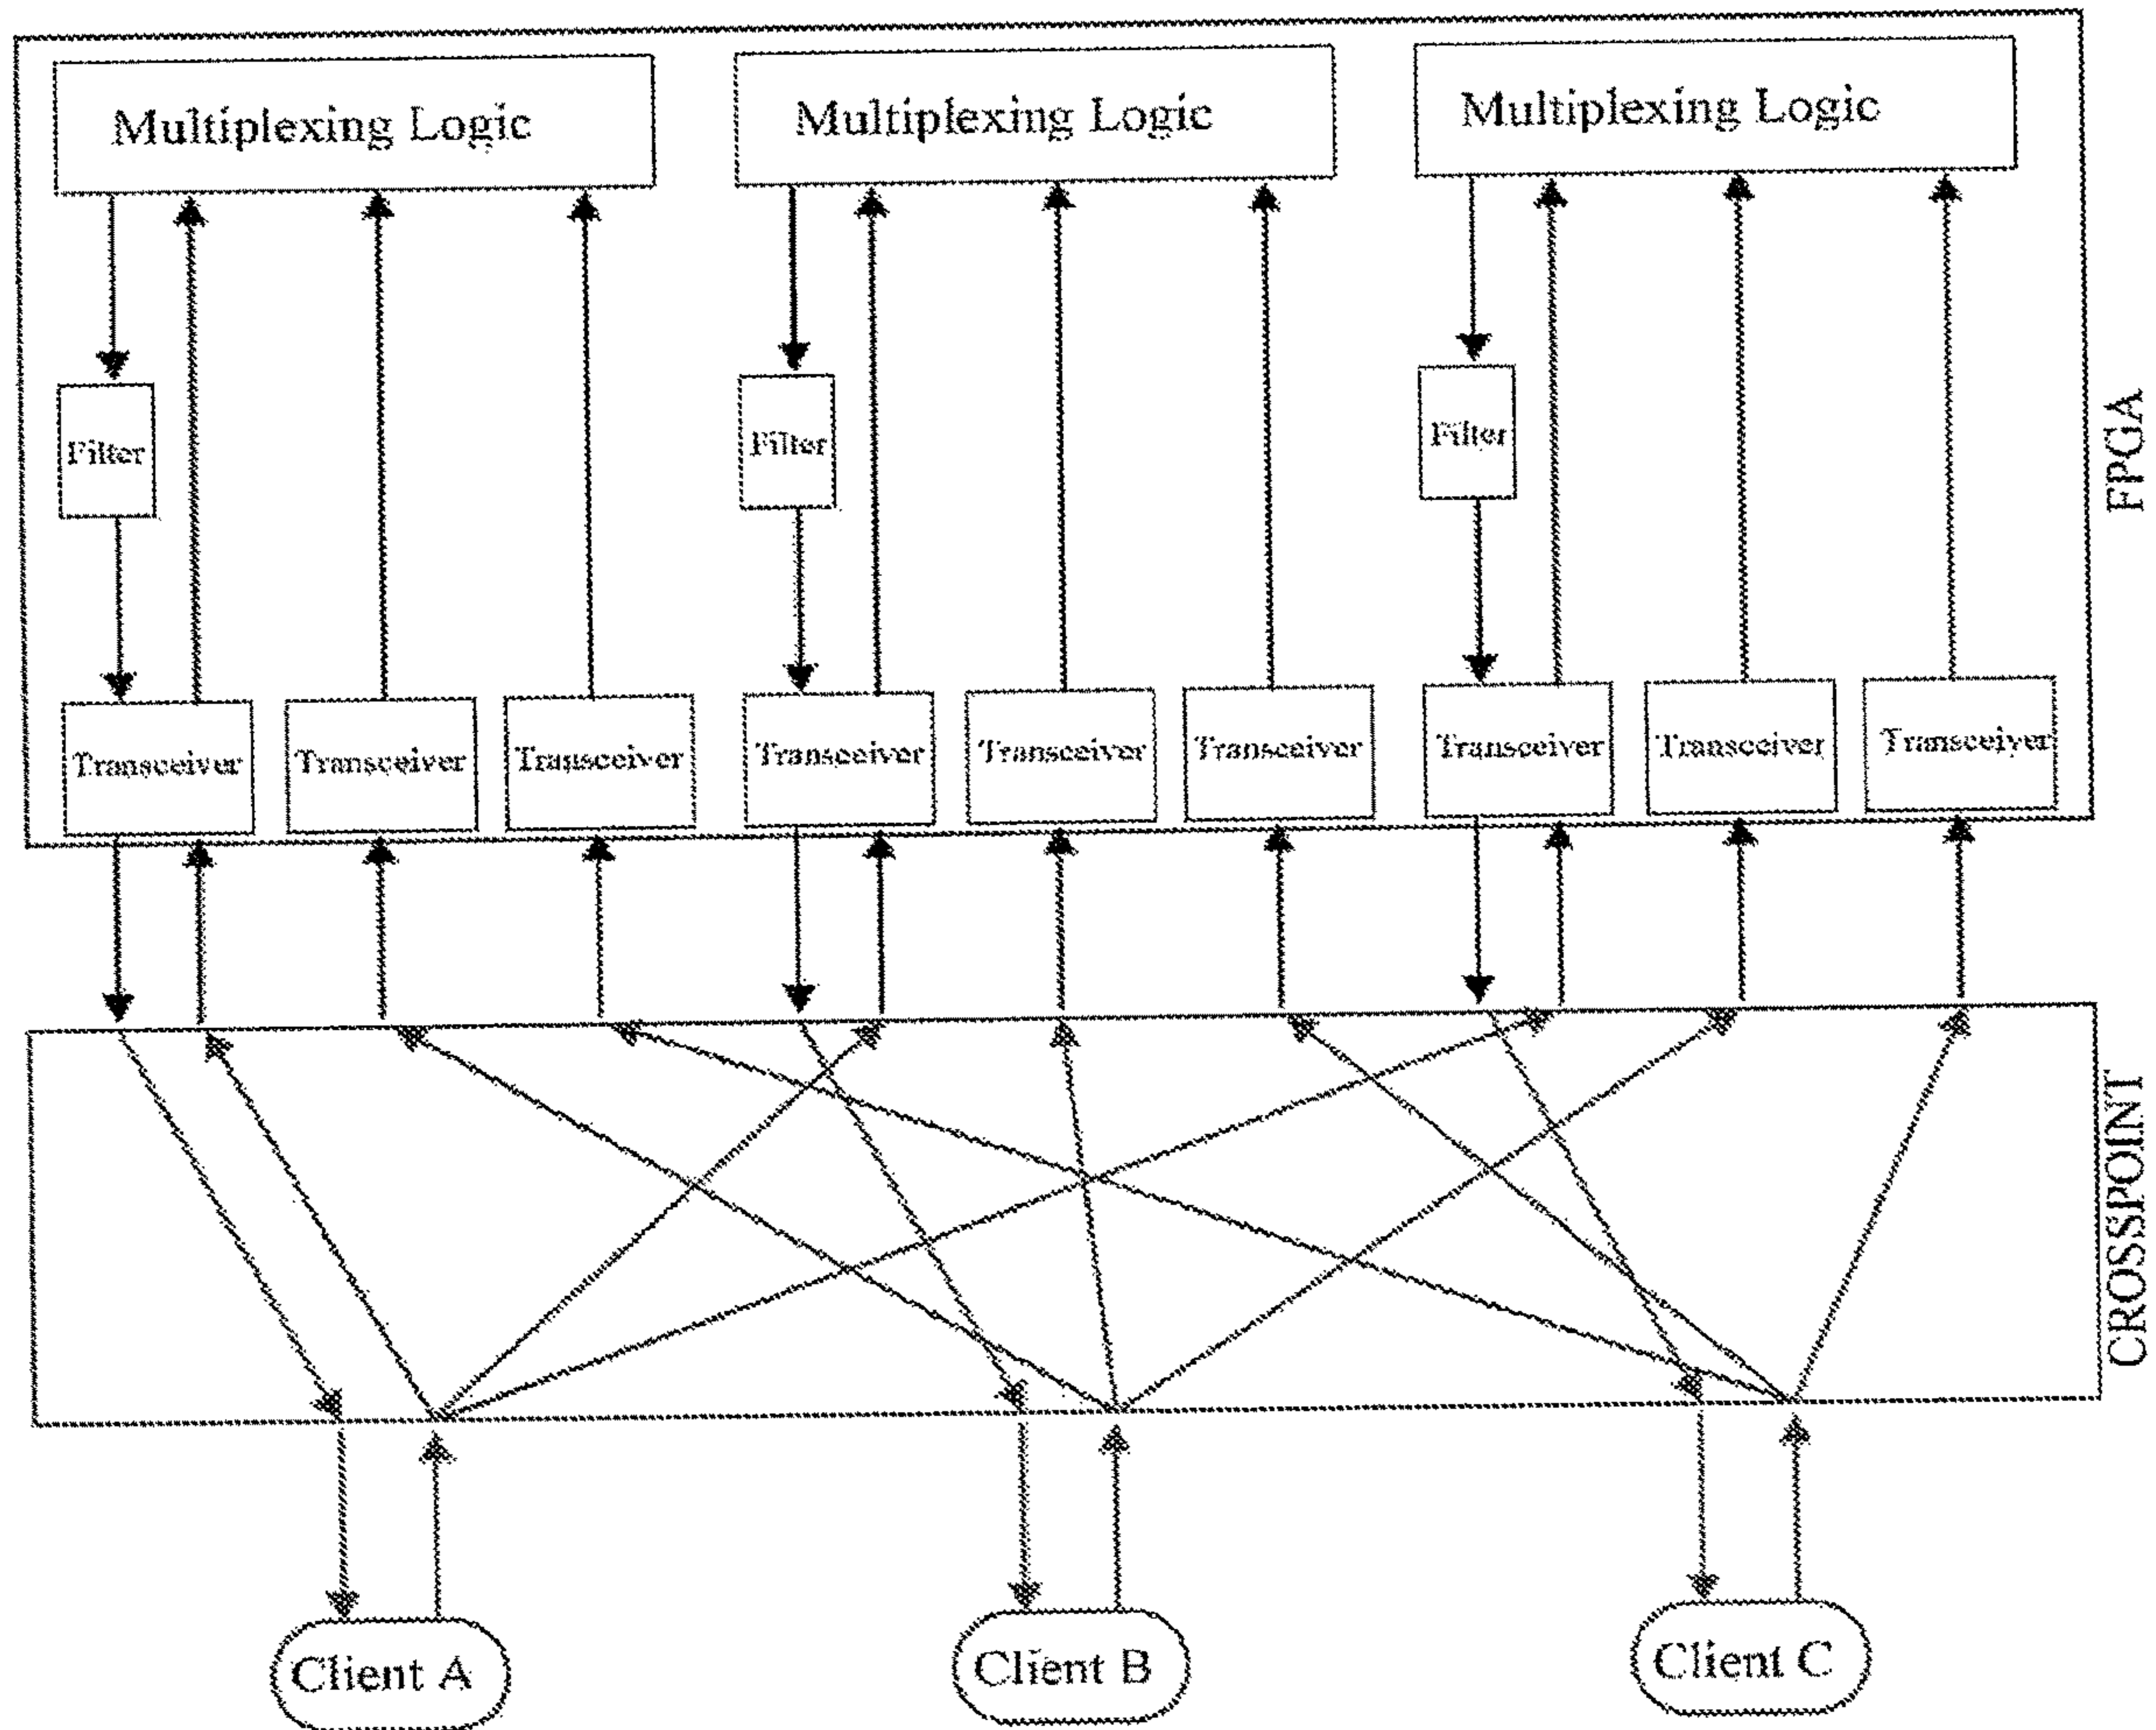 Multiplexing Logic
Multiplexing Logic
Multiplexing Logic
Filter
Filter
Filter
FPGA
Transceiver
Transceiver
Transceiver
Transceiver
Transceiver
Transceiver
Transceiver
Transceiver
Transceiver
CROSSPOINT
Client A
Client B
Client C